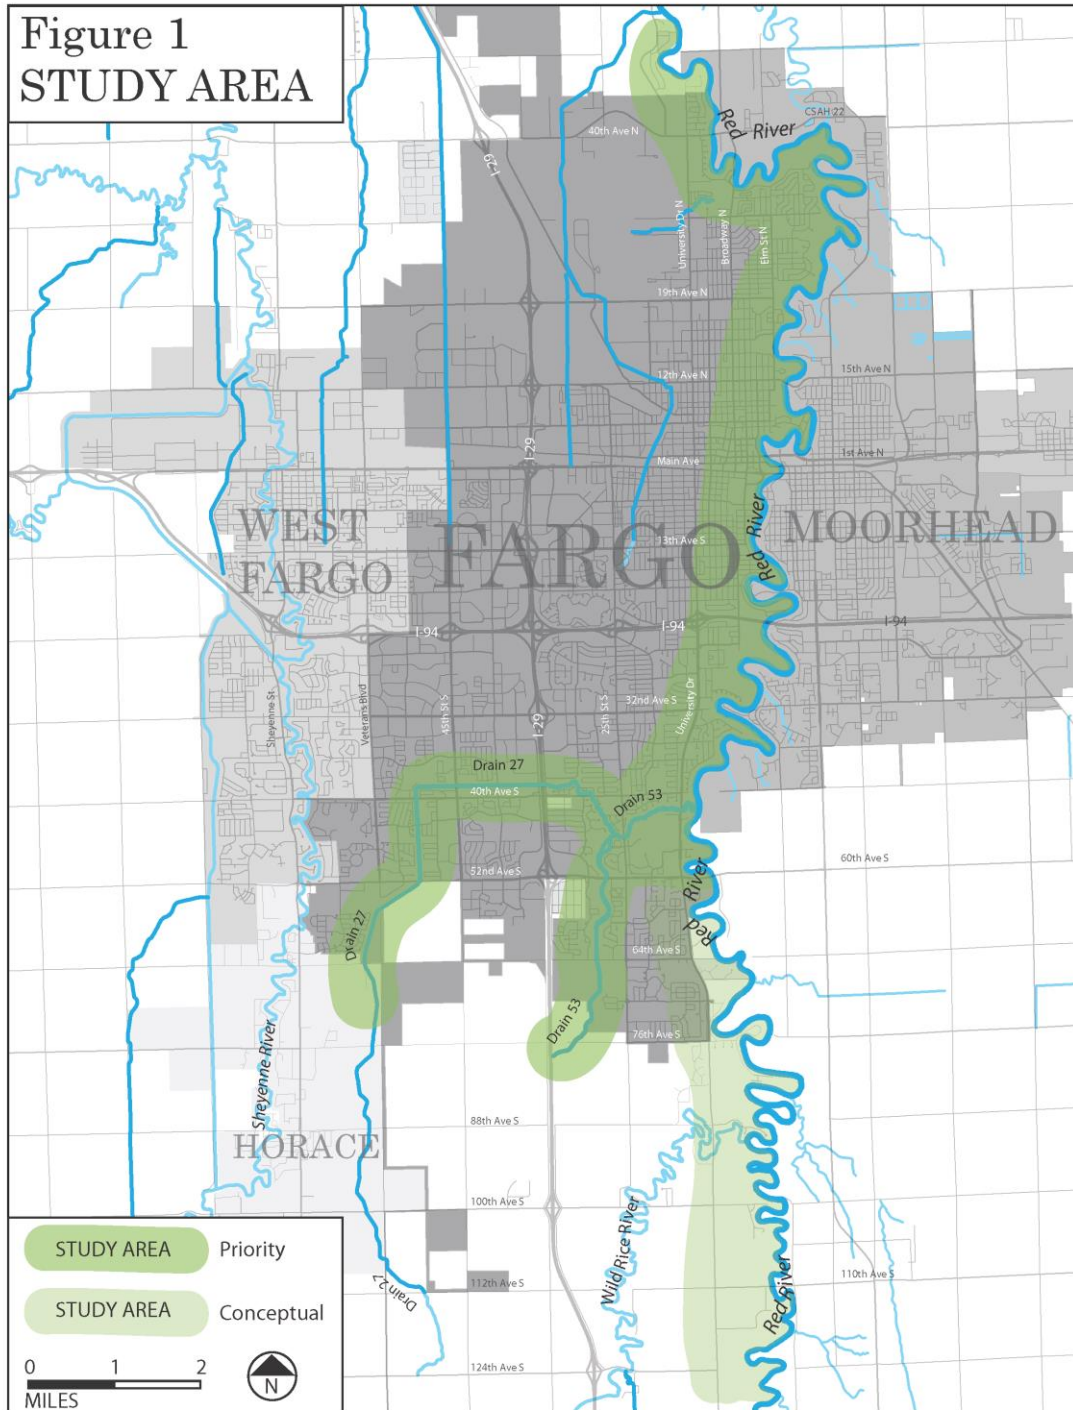 Figure 1
STUDY AREA
Red River
CSAH 22
40th Ave N
I-29
University Dr N
Broadway N
Elm St N
19th Ave N
12th Ave N
15th Ave N
I-29
Main Ave
1st Ave N
WEST
FARGO
FARGO
MOORHEAD
Red River
13th Ave S
I-94
I-94
I-94
Sheyenne St.
Veterans Blvd
45th St S
I-29
25th St S
32nd Ave S
University Dr
Drain 27
40th Ave S
Drain 53
52nd Ave S
60th Ave S
Red River
Drain 27
64th Ave S
Drain 53
76th Ave S
Sheyenne River
88th Ave S
HORACE
100th Ave S
Wild Rice River
Red River
110th Ave S
112th Ave S
Drain 27
124th Ave S
STUDY AREA Priority
STUDY AREA Conceptual
0 1 2
MILES
N